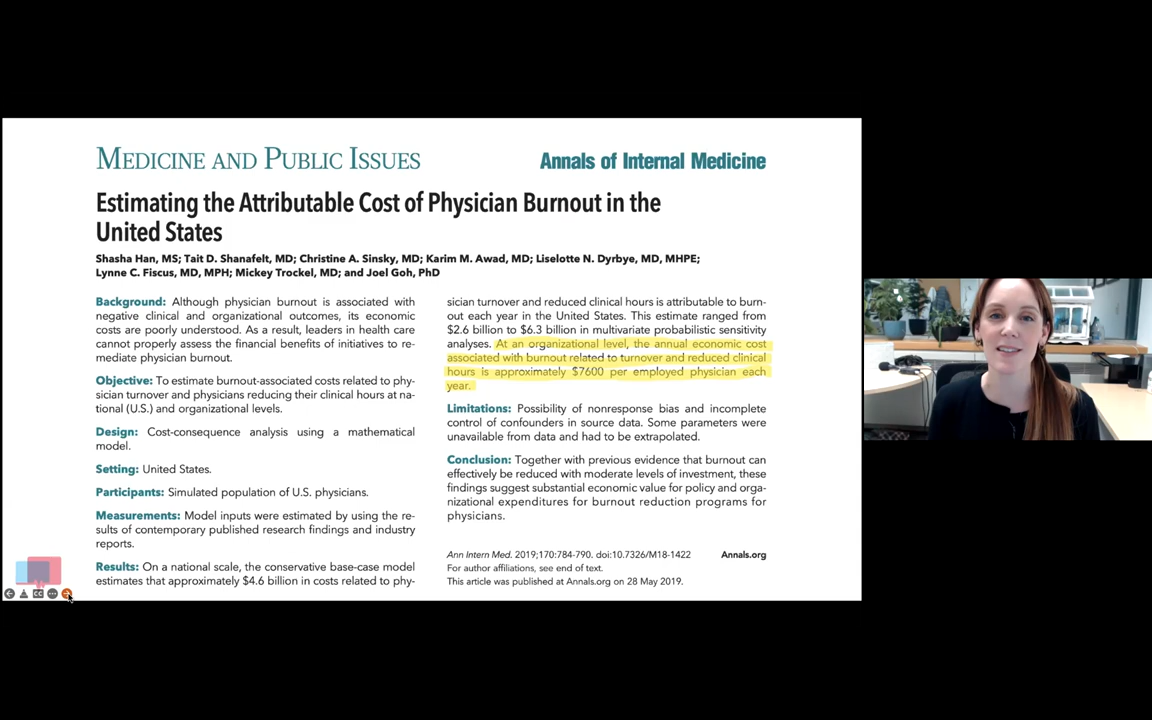 MEDICINE AND PUBLIC ISSUES
Annals of Internal Medicine
Estimating the Attributable Cost of Physician Burnout in the
United States
Shasha Han, MS; Tait D. Shanafelt, MD; Christine A. Sinsky, MD; Karim M. Awad, MD; Liselotte N. Dyrbye, MD, MHPE;
Lynne C. Fiscus, MD, MPH; Mickey Trockel, MD; and Joel Goh, PhD
Background: Although physician burnout is associated with
negative clinical and organizational outcomes, its economic
costs are poorly understood. As a result, leaders in health care
cannot properly assess the financial benefits of initiatives to re-
mediate physician burnout.
Objective: To estimate burnout-associated costs related to phy-
sician turnover and physicians reducing their clinical hours at na-
tional (U.S.) and organizational levels.
Design: Cost-consequence analysis using a mathematical
model.
Setting: United States.
Participants: Simulated population of U.S. physicians.
Measurements: Model inputs were estimated by using the re-
sults of contemporary published research findings and industry
reports.
Results: On a national scale, the conservative base-case model
estimates that approximately $4.6 billion in costs related to phy-
sician turnover and reduced clinical hours is attributable to burn-
out each year in the United States. This estimate ranged from
$2.6 billion to $6.3 billion in multivariate probabilistic sensitivity
analyses. At an organizational level, the annual economic cost
associated with burnout related to turnover and reduced clinical
hours is approximately $7600 per employed physician each
year.
Limitations: Possibility of nonresponse bias and incomplete
control of confounders in source data. Some parameters were
unavailable from data and had to be extrapolated.
Conclusion: Together with previous evidence that burnout can
effectively be reduced with moderate levels of investment, these
findings suggest substantial economic value for policy and orga-
nizational expenditures for burnout reduction programs for
physicians.
Ann Intern Med. 2019;170:784-790. doi:10.7326/M18-1422
Annals.org
For author affiliations, see end of text.
This article was published at Annals.org on 28 May 2019.
CC